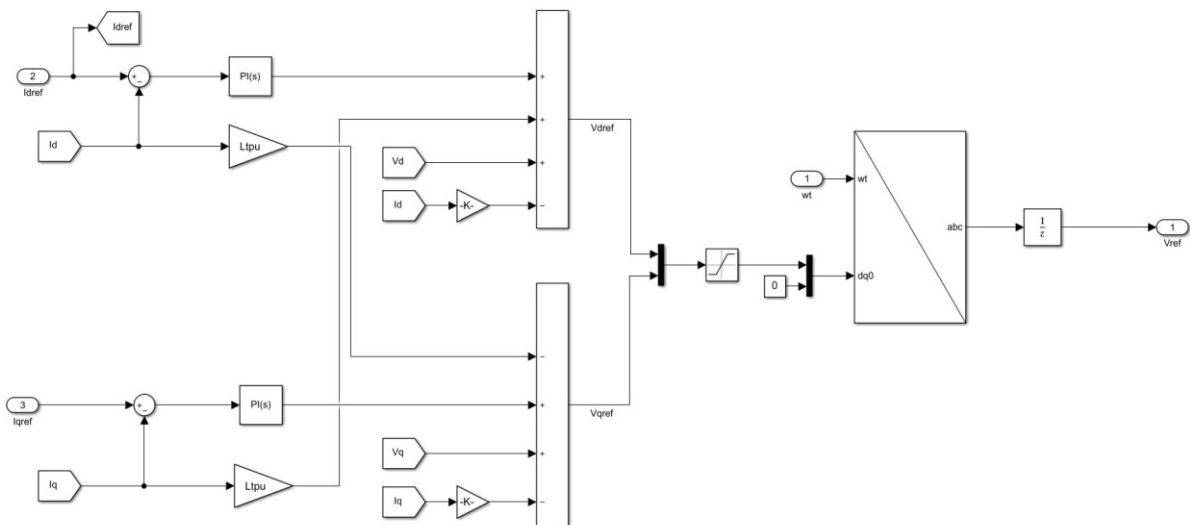 Idref
2
Idref
+
-
PI(s)
+
Id
Ltpu
+
Vdref
Vd
+
Id
-K-
-
1
wt
wt
abc
1
z
1
Vref
dq0
0
-
3
Iqref
+
-
PI(s)
+
Vqref
Vq
+
Iq
Ltpu
Iq
-K-
-